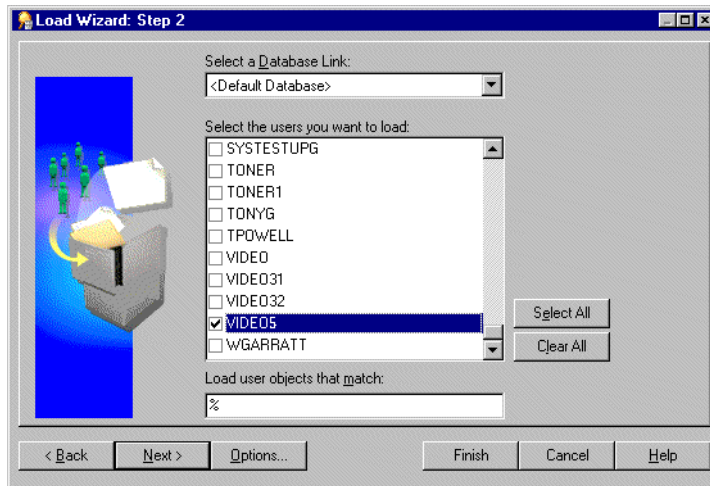 Load Wizard: Step 2
Select a Database Link:
<Default Database>
Select the users you want to load:
SYSTESTUPG
TONER
TONER1
TONYG
TPOWELL
VIDEO
VIDEO31
VIDEO32
VIDEO5
WGARRATT
Select All
Clear All
Load user objects that match:
%
< Back Next > Options... Finish Cancel Help